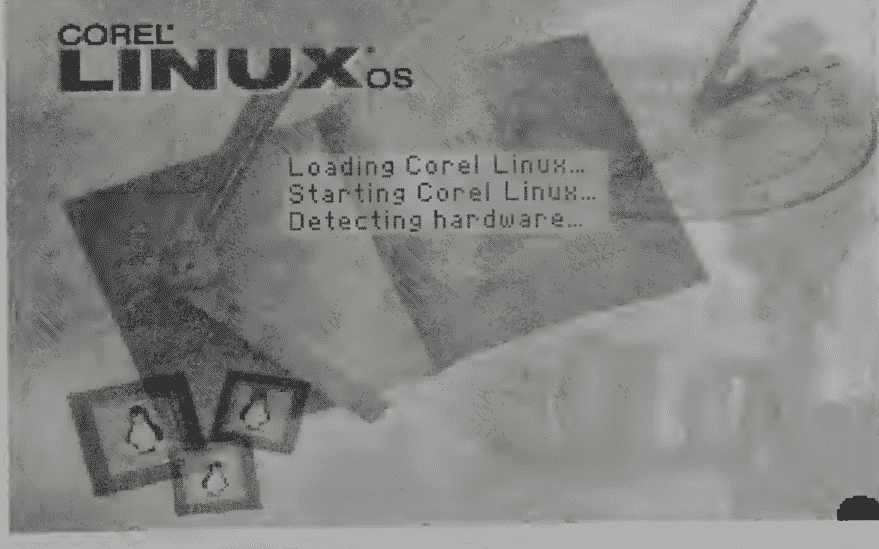 COREL
LINUX OS
Loading Corel Linux...
Starting Corel Linux...
Detecting hardware...